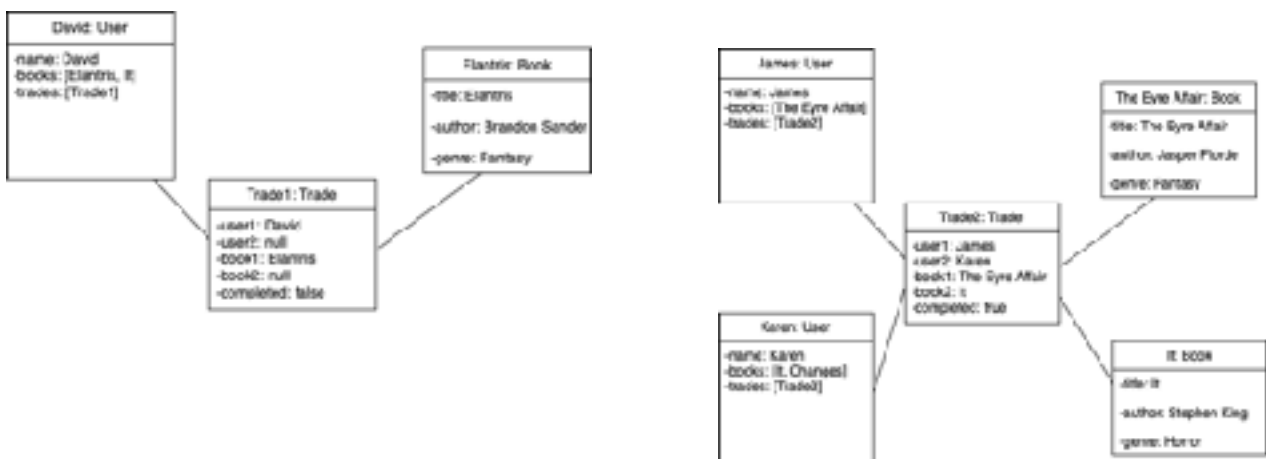 David: User
-name: David
-books: [Elantris, It]
-trades: [Trade1]
Elantris: Book
-title: Elantris
-author: Brandon Sander
-genre: Fantasy
Trade1: Trade
-user1: David
-user2: null
-book1: Elantris
-book2: null
-completed: false
James: User
-name: James
-books: [The Eyre Affair]
-trades: [Trade2]
The Eyre Affair: Book
-title: The Eyre Affair
-author: Jasper Fforde
-genre: Fantasy
Trade2: Trade
-user1: James
-user2: Karen
-book1: The Eyre Affair
-book2: It
-completed: true
Karen: User
-name: Karen
-books: [It, Changes]
-trades: [Trade2]
It: Book
-title: It
-author: Stephen King
-genre: Horror